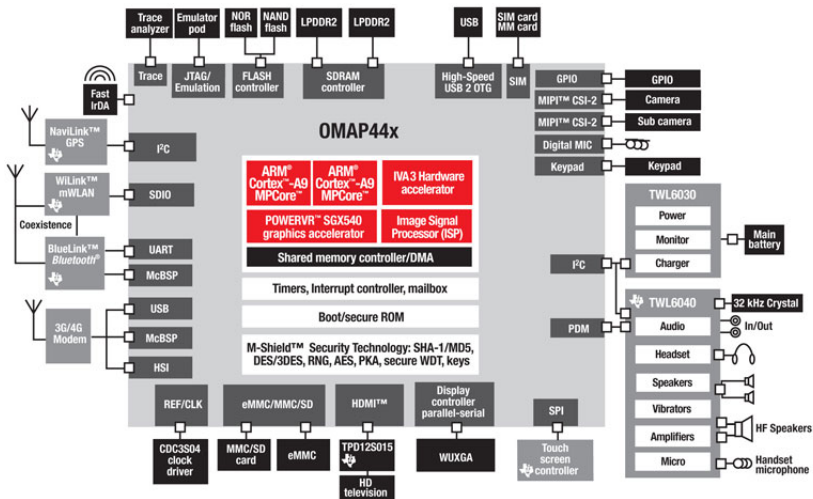 Trace analyzer
Emulator pod
NOR flash
NAND flash
LPDDR2
LPDDR2
USB
SIM card
MM card
Trace
JTAG/
Emulation
FLASH
controller
SDRAM
controller
High-Speed
USB 2 OTG
SIM
GPIO
GPIO
MIPI™ CSI-2
Camera
MIPI™ CSI-2
Sub camera
Digital MIC
Keypad
Keypad
Fast
IrDA
NaviLink™
GPS
I²C
WiLink™
mWLAN
SDIO
Coexistence
BlueLink™
Bluetooth®
UART
McBSP
3G/4G
Modem
USB
McBSP
HSI
OMAP44x
ARM®
Cortex™-A9
MPCore™
ARM®
Cortex™-A9
MPCore™
IVA 3 Hardware
accelerator
POWERVR™ SGX540
graphics accelerator
Image Signal
Processor (ISP)
Shared memory controller/DMA
Timers, Interrupt controller, mailbox
Boot/secure ROM
M-Shield™ Security Technology: SHA-1/MD5,
DES/3DES, RNG, AES, PKA, secure WDT, keys
I²C
PDM
TWL6030
Power
Monitor
Charger
Main
battery
TWL6040
32 kHz Crystal
Audio
In/Out
Headset
Speakers
Vibrators
Amplifiers
HF Speakers
Micro
Handset
microphone
REF/CLK
eMMC/MMC/SD
HDMI™
Display
controller
parallel-serial
SPI
CDC3S04
clock
driver
MMC/SD
card
eMMC
TPD12S015
HD
television
WUXGA
Touch
screen
controller